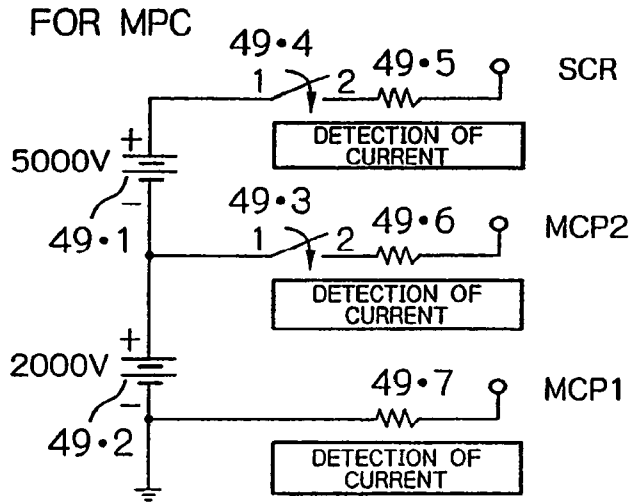 FOR MPC
49•4
1 2
49•5
SCR
DETECTION OF
CURRENT
+
5000V
−
49•1
49•3
1 2
49•6
MCP2
DETECTION OF
CURRENT
+
2000V
−
49•2
49•7
MCP1
DETECTION OF
CURRENT